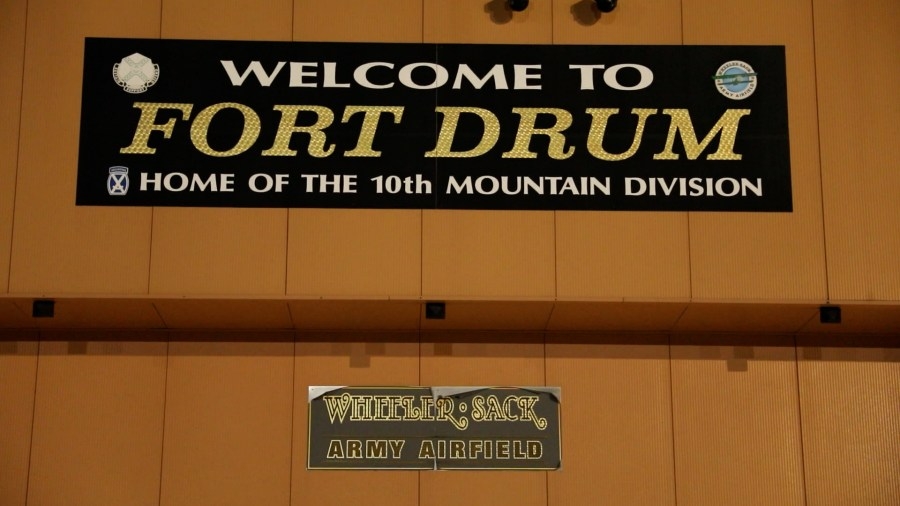 WELCOME TO
FORT DRUM
HOME OF THE 10th MOUNTAIN DIVISION
WHEELER • SACK
ARMY AIRFIELD